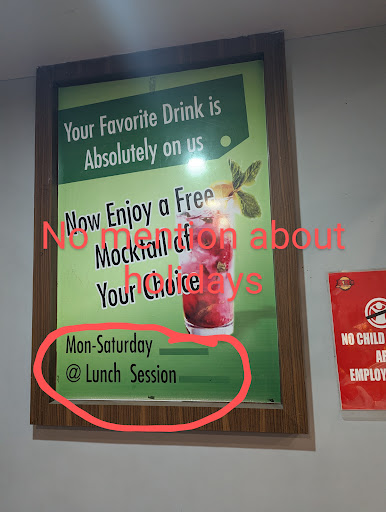 Your Favorite Drink is
Absolutely on us
Now Enjoy a Free
Mocktail of
Your Choice
No mention about
holidays
Mon-Saturday
@ Lunch Session
NO CHILD
EMPLOY